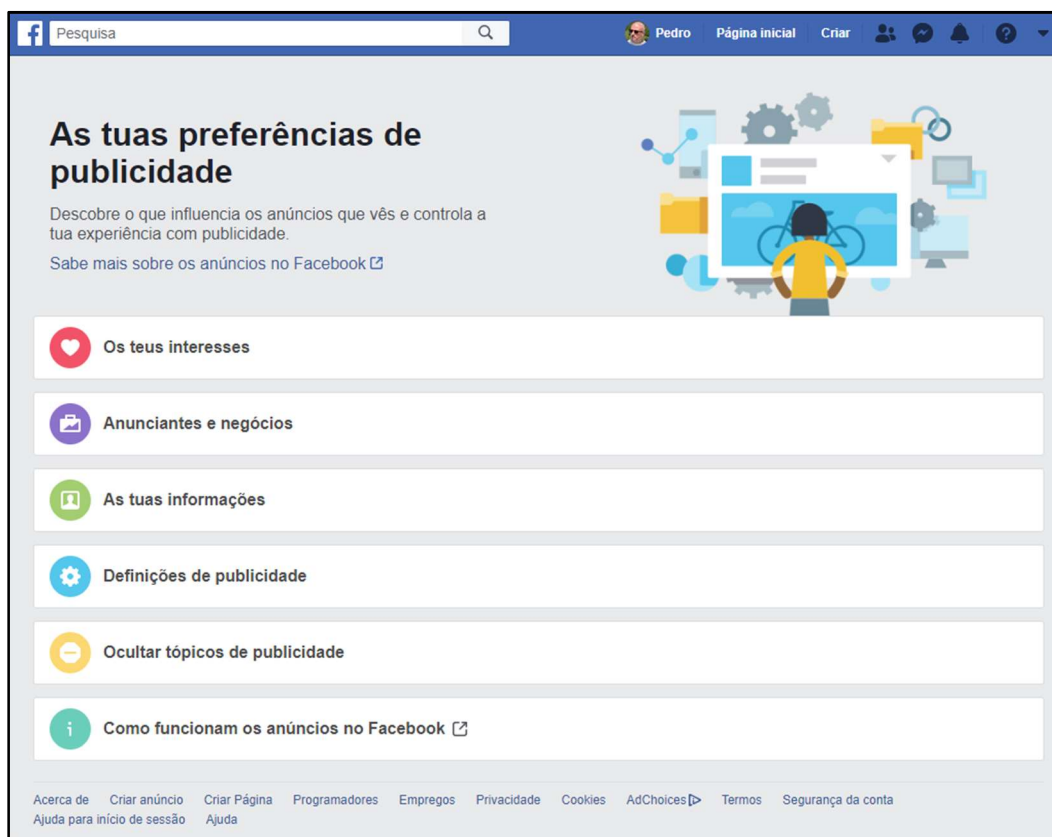 Pesquisa
Pedro Página inicial Criar
As tuas preferências de
publicidade
Descobre o que influencia os anúncios que vês e controla a
tua experiência com publicidade.
Sabe mais sobre os anúncios no Facebook
Os teus interesses
Anunciantes e negócios
As tuas informações
Definições de publicidade
Ocultar tópicos de publicidade
Como funcionam os anúncios no Facebook
Acerca de Criar anúncio Criar Página Programadores Empregos Privacidade Cookies AdChoices Termos Segurança da conta
Ajuda para início de sessão Ajuda